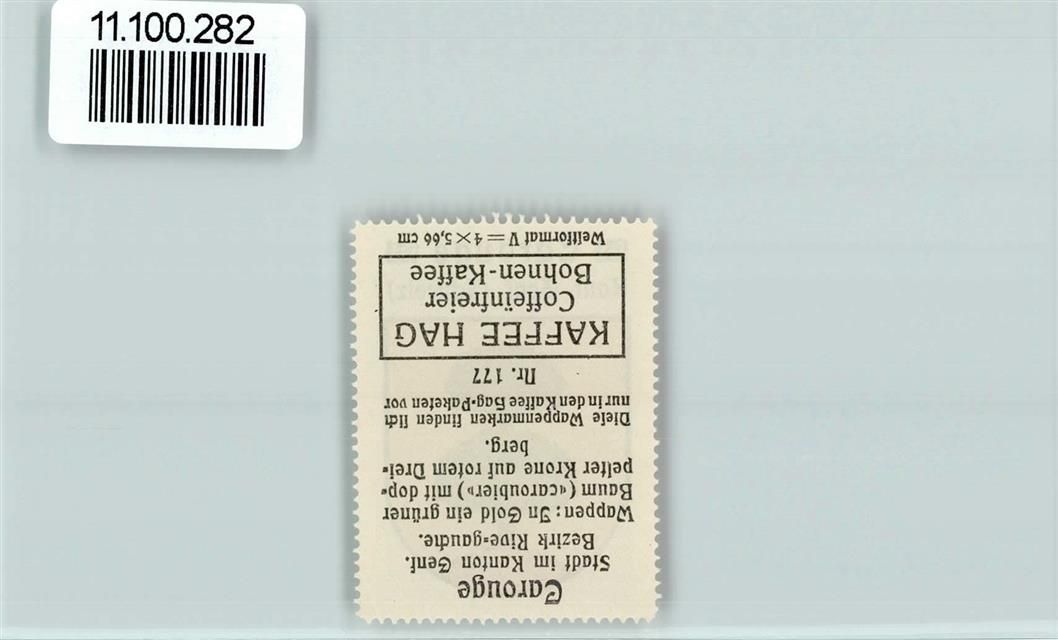 11.100.282
Carouge
Stadt im Kanton Genf.
Bezirk Rive-gauche.
Wappen: In Gold ein grüner
Baum («caroubier») mit dop-
pelter Krone auf rotem Drei-
berg.
Diese Wappenmarken finden sich
nur in den Kaffee Hag-Paketen vor
Nr. 177
KAFFEE HAG
Coffeïnfreier
Bohnen-Kaffee
Weltformat V = 4 × 5,66 cm